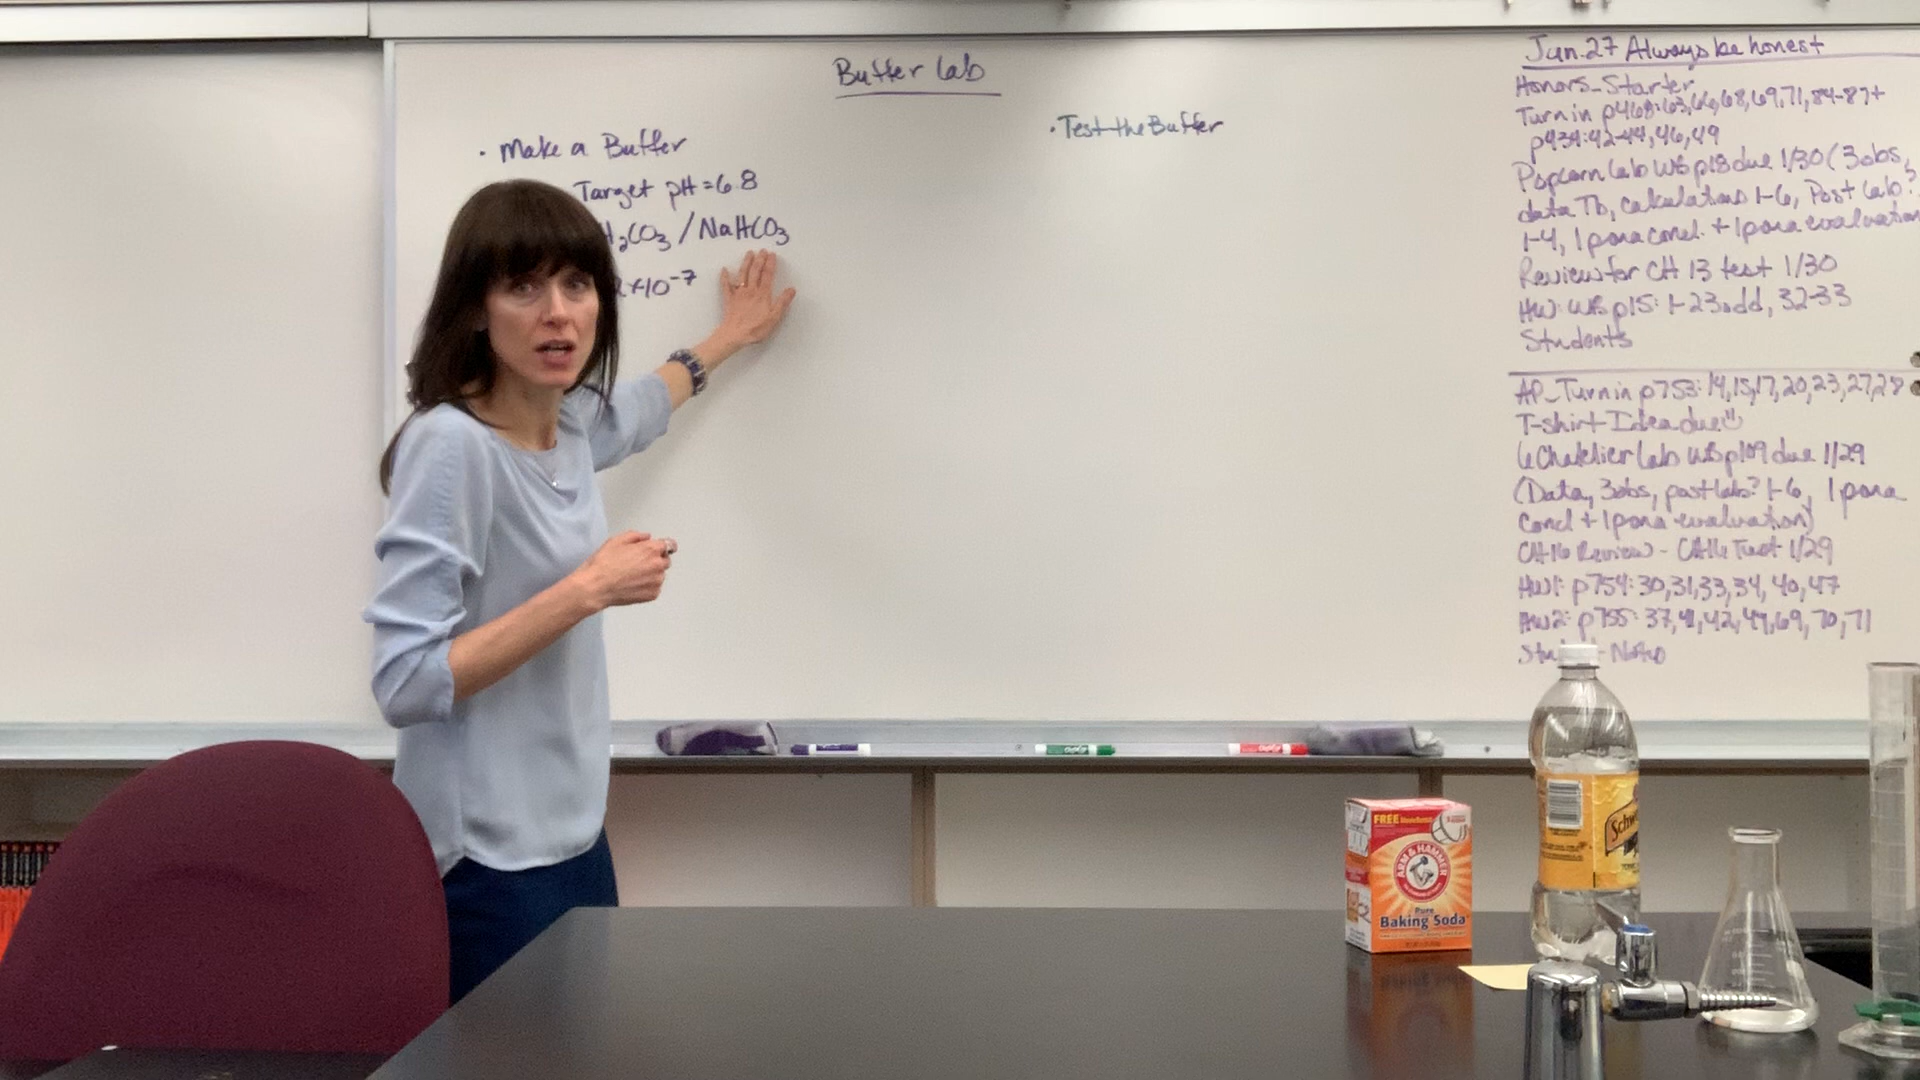 Buffer Lab
• Make a Buffer
Target pH = 6.8
H₂CO₃ / NaHCO₃
x10⁻⁷
• Test the Buffer
Jan. 27 Always be honest
Honors - Starter
Turn in p468: 63, 66, 68, 69, 71, 84-87 +
p434: 42-44, 46, 49
Popcorn Lab WB p18 due 1/30 (3 obs,
data Tb, calculations 1-6, Post Lab?
1-4, 1 para concl. + 1 para evaluation
Review for CH 13 test 1/30
HW: WB p15: 1-23 odd, 32-33
Students
AP - Turn in p753: 14, 15, 17, 20, 23, 27, 28
T-shirt Idea due
LeChatelier Lab WB p109 due 1/29
(Data, 3 obs, post lab? 1-6, 1 para
Concl + 1 para evaluation)
CH 16 Review - CH 16 Test 1/29
HW1: p754: 30, 31, 33, 34, 40, 47
HW2: p755: 37, 41, 42, 49, 69, 70, 71
FREE
ARM & HAMMER
Pure
Baking Soda
Schw